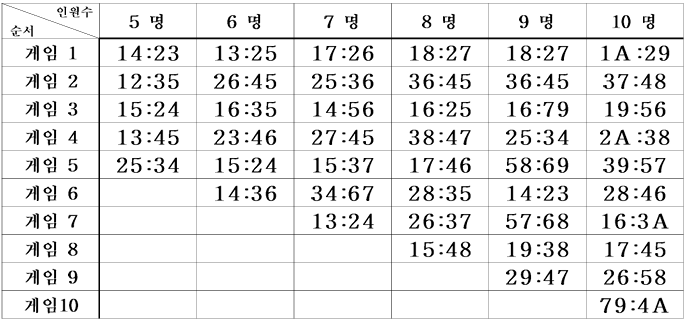 인원수
순서
5 명 6 명 7 명 8 명 9 명 10 명
게임 1 14:23 13:25 17:26 18:27 18:27 1A:29
게임 2 12:35 26:45 25:36 36:45 36:45 37:48
게임 3 15:24 16:35 14:56 16:25 16:79 19:56
게임 4 13:45 23:46 27:45 38:47 25:34 2A:38
게임 5 25:34 15:24 15:37 17:46 58:69 39:57
게임 6 14:36 34:67 28:35 14:23 28:46
게임 7 13:24 26:37 57:68 16:3A
게임 8 15:48 19:38 17:45
게임 9 29:47 26:58
게임10 79:4A